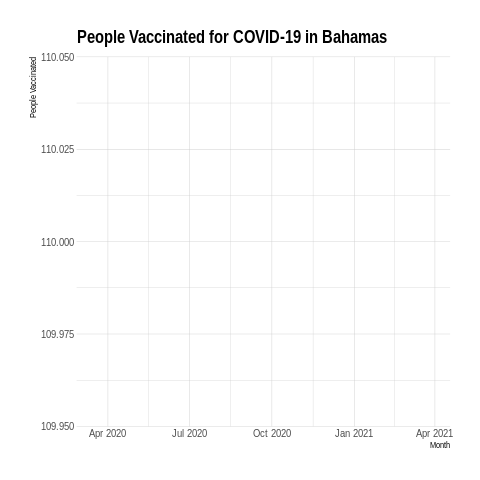 People Vaccinated for COVID-19 in Bahamas
People Vaccinated
110.050
110.025
110.000
109.975
109.950
Apr 2020 Jul 2020 Oct 2020 Jan 2021 Apr 2021
Month